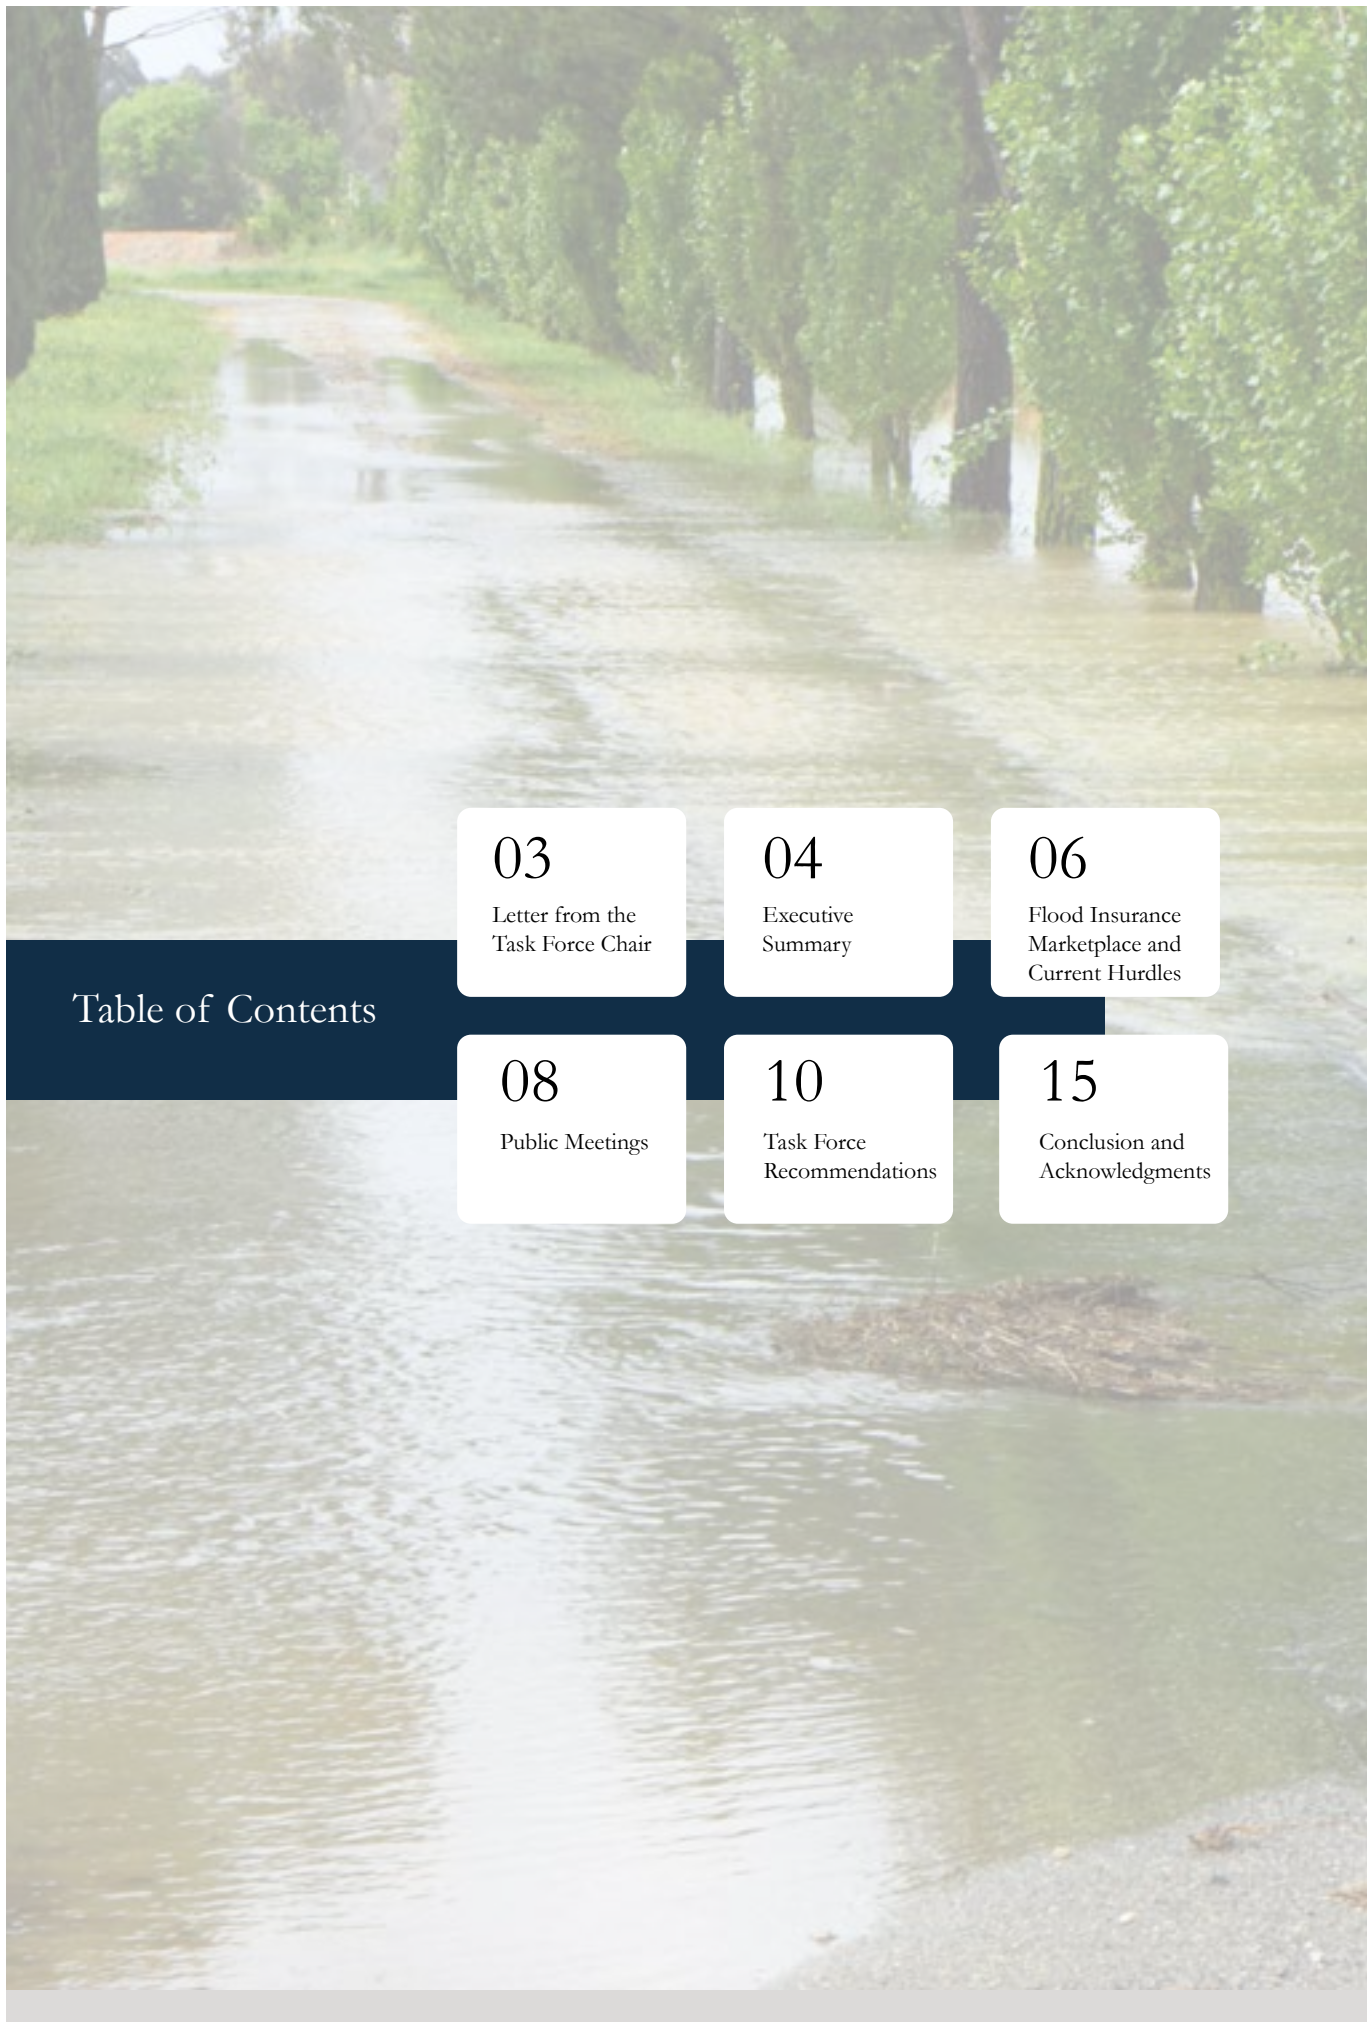 Table of Contents
03
Letter from the
Task Force Chair
04
Executive
Summary
06
Flood Insurance
Marketplace and
Current Hurdles
08
Public Meetings
10
Task Force
Recommendations
15
Conclusion and
Acknowledgments